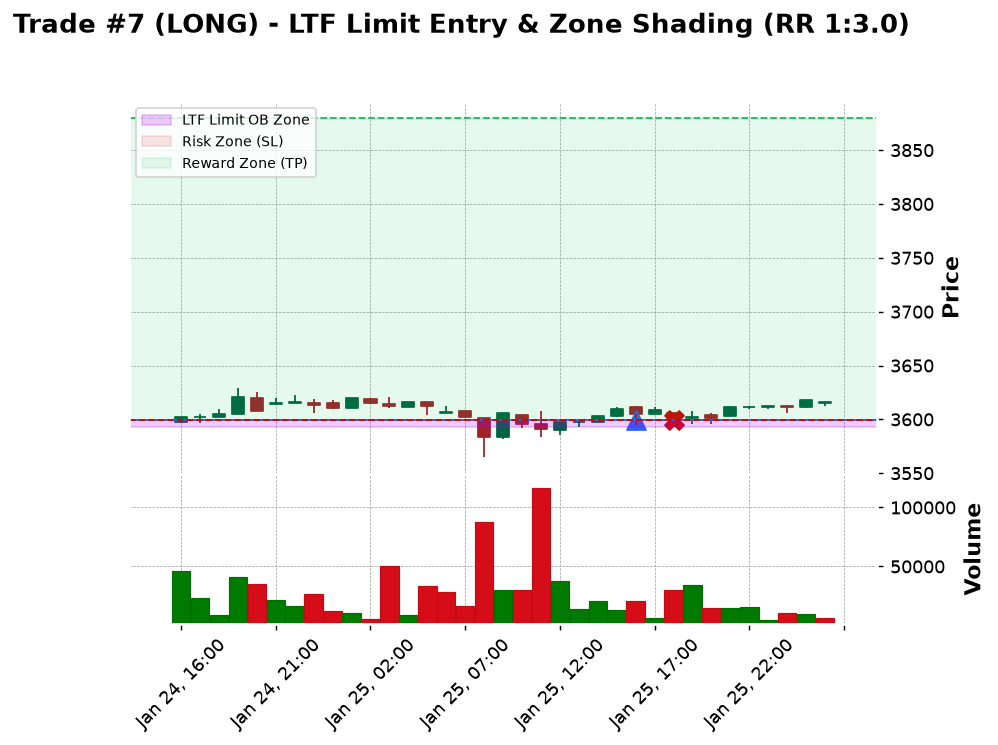 Trade #7 (LONG) - LTF Limit Entry & Zone Shading (RR 1:3.0)
LTF Limit OB Zone
Risk Zone (SL)
Reward Zone (TP)
3850
3800
3750
3700
3650
3600
3550
Price
100000
50000
Volume
Jan 24, 16:00
Jan 24, 21:00
Jan 25, 02:00
Jan 25, 07:00
Jan 25, 12:00
Jan 25, 17:00
Jan 25, 22:00